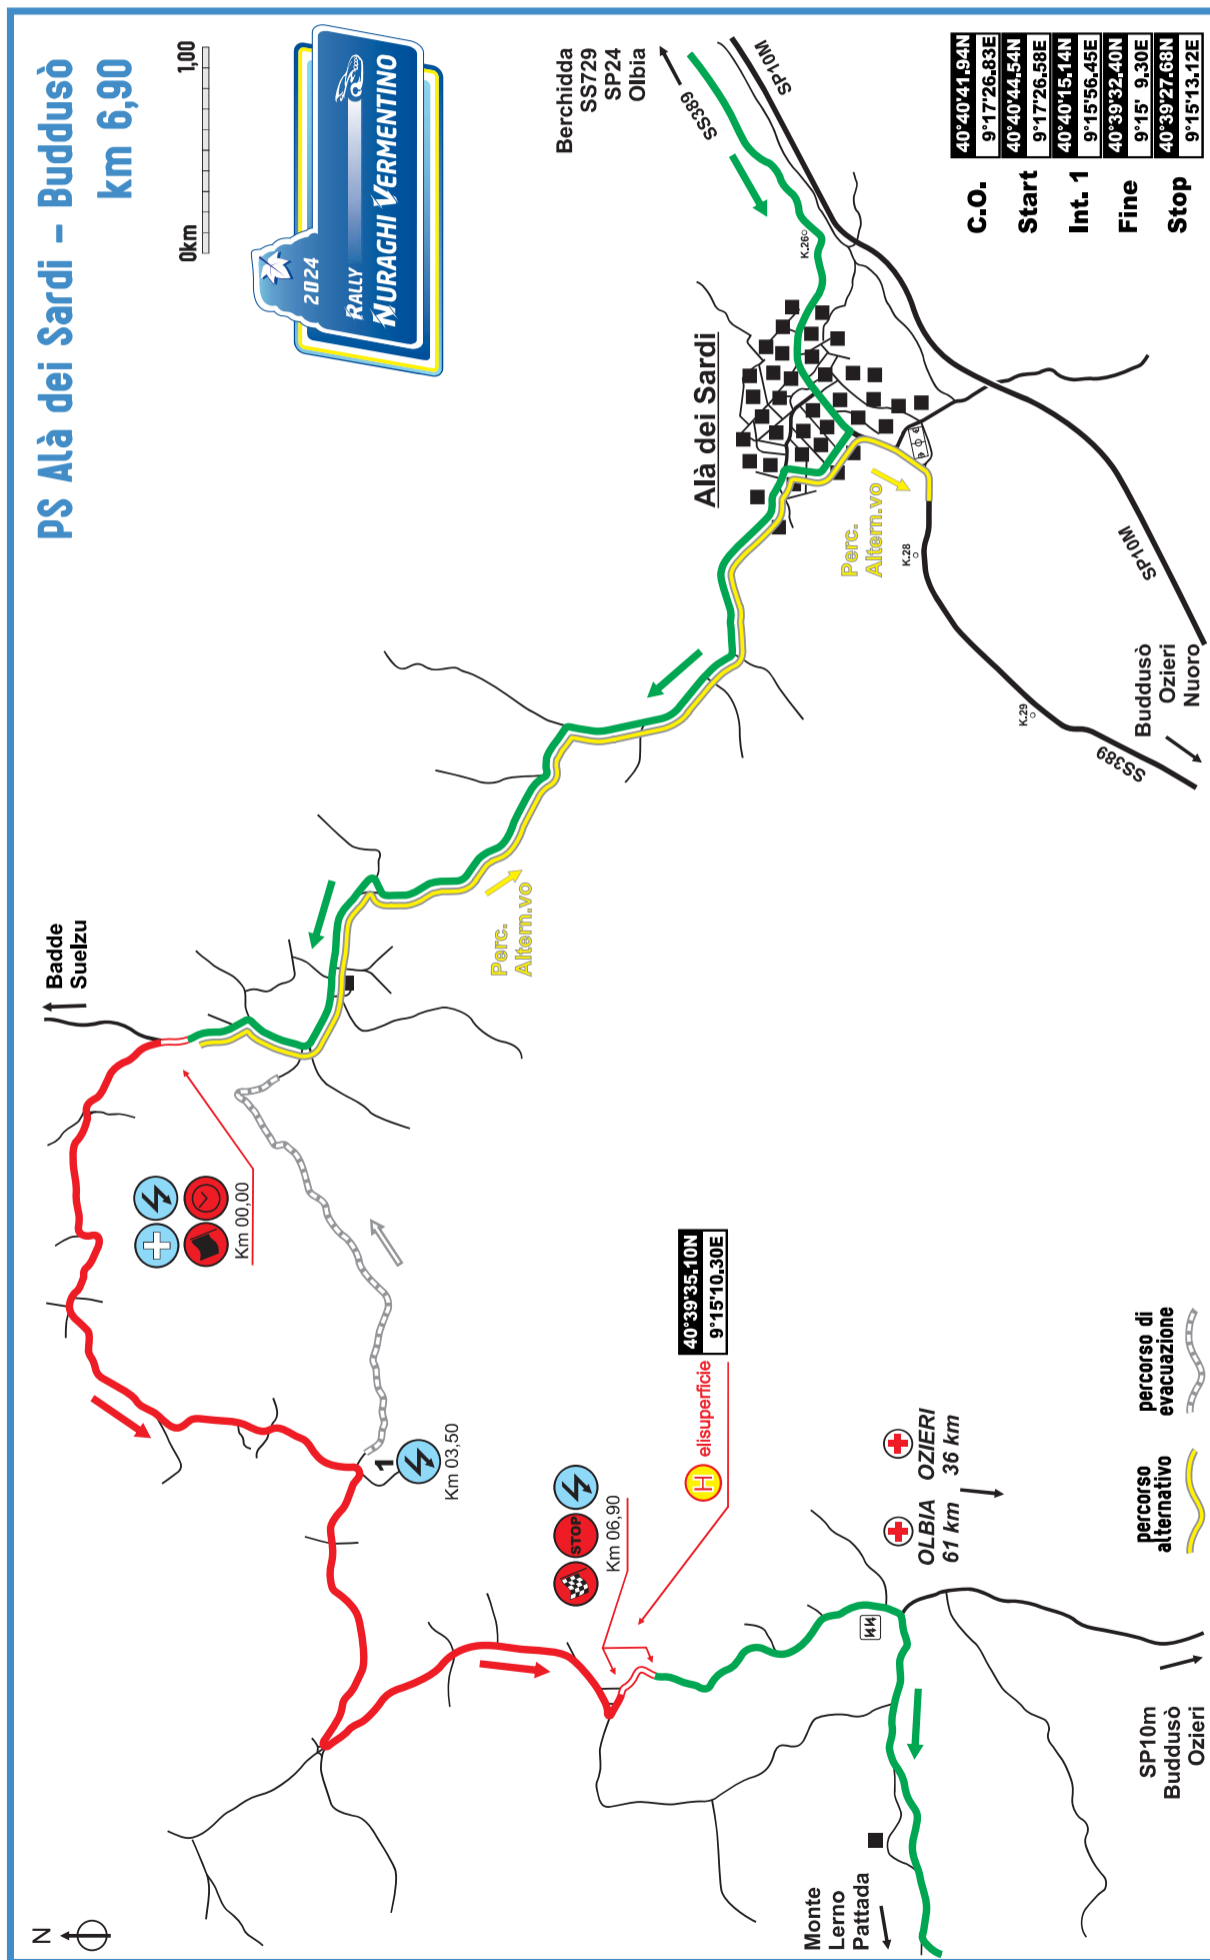 PS Alà dei Sardi – Buddusò
km 6,90
0km
1,00
2024
RALLY
NURAGHI VERMENTINO
N
Badde
Suelzu
Berchidda
SS729
SP24
Olbia
SS389
SP10M
K.26
Alà dei Sardi
Perc.
Altern.vo
K.28
K.29
SP10M
SS389
Buddusò
Ozieri
Nuoro
C.O.
40°40'41.94N
9°17'26.83E
Start
40°40'44.54N
9°17'26.58E
Int. 1
40°40'15.14N
9°15'56.45E
Fine
40°39'32.40N
9°15' 9.30E
Stop
40°39'27.68N
9°15'13.12E
Perc.
Altern.vo
Km 00,00
1
Km 03,50
STOP
Km 06,90
H
elisuperficie
40°39'35.10N
9°15'10.30E
OLBIA
61 km
OZIERI
36 km
percorso
alternativo
percorso di
evacuazione
Monte
Lerno
Pattada
SP10m
Buddusò
Ozieri